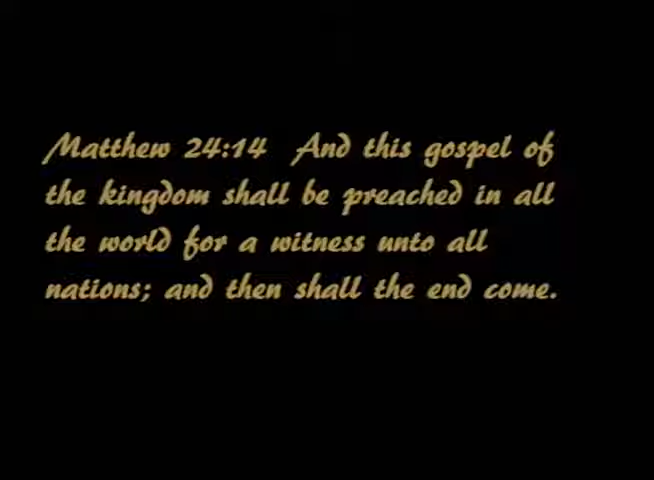 Matthew 24:14 And this gospel of
the kingdom shall be preached in all
the world for a witness unto all
nations; and then shall the end come.